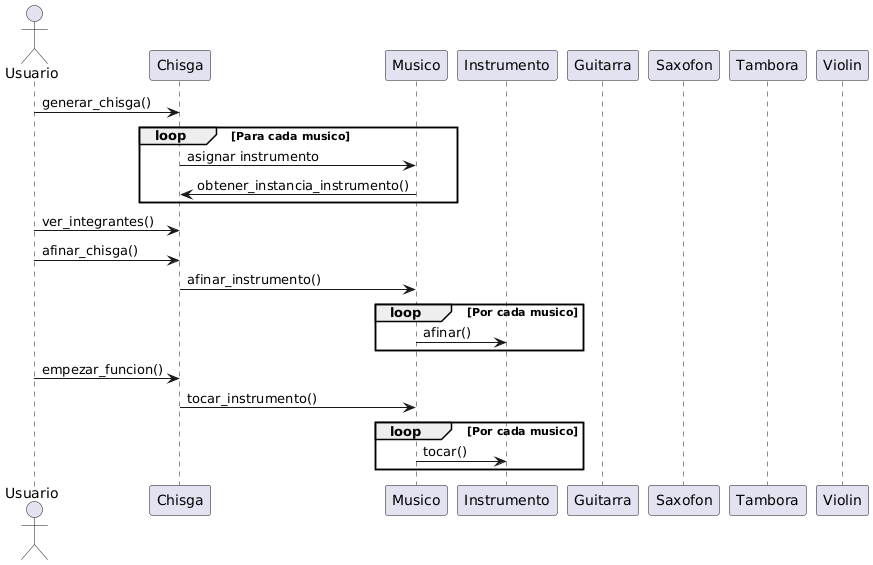 Usuario
Chisga
Musico
Instrumento
Guitarra
Saxofon
Tambora
Violin
generar_chisga()
loop [Para cada musico]
asignar instrumento
obtener_instancia_instrumento()
ver_integrantes()
afinar_chisga()
afinar_instrumento()
loop [Por cada musico]
afinar()
empezar_funcion()
tocar_instrumento()
loop [Por cada musico]
tocar()
Usuario
Chisga
Musico
Instrumento
Guitarra
Saxofon
Tambora
Violin